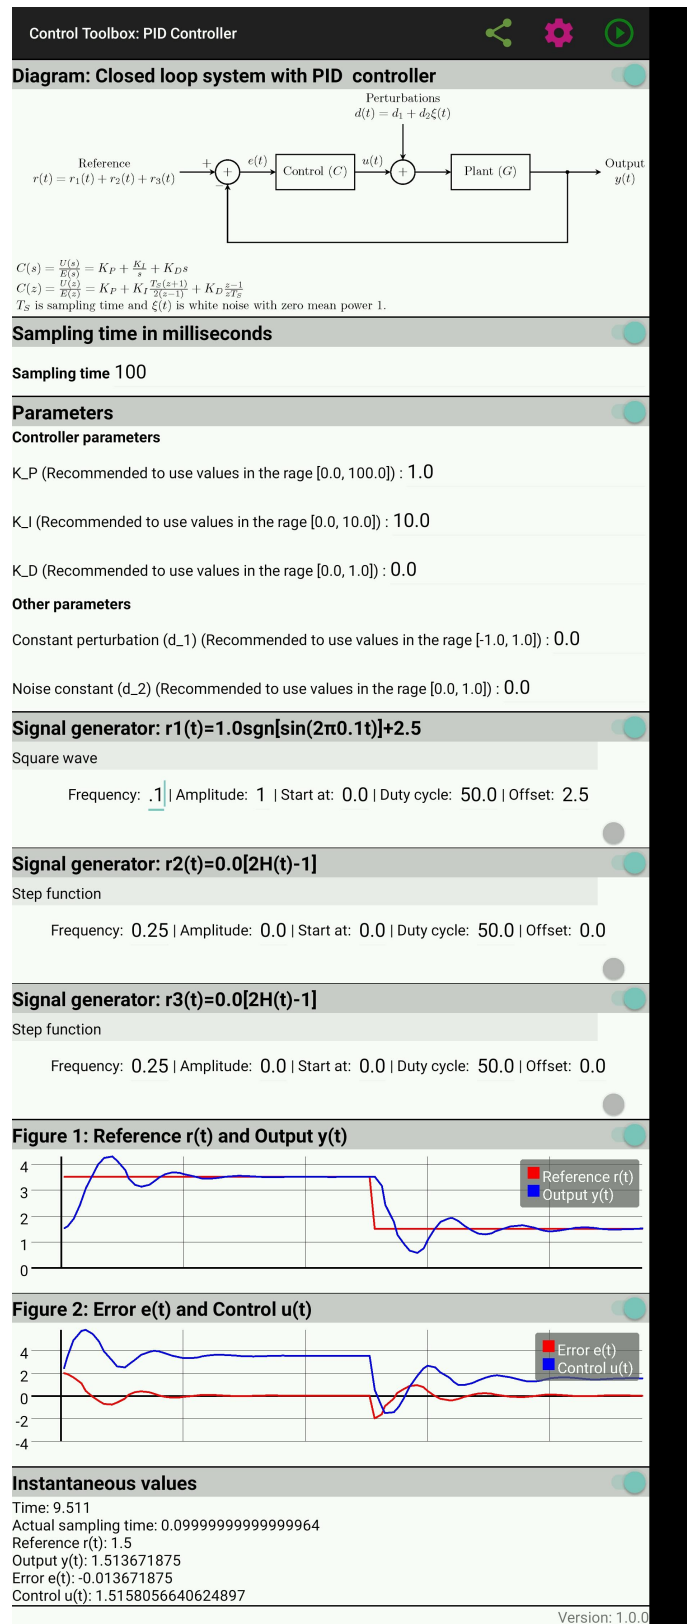 Control Toolbox: PID Controller
Diagram: Closed loop system with PID controller
Perturbations
d(t) = d₁ + d₂ξ(t)
Reference
r(t) = r₁(t) + r₂(t) + r₃(t)
+
−
+
e(t)
Control (C)
u(t)
+
Plant (G)
Output
y(t)
C(s) = U(s)/E(s) = K_P + K_I/s + K_D s
C(z) = U(z)/E(z) = K_P + K_I T_S(z+1)/2(z−1) + K_D z−1/zT_S
T_S is sampling time and ξ(t) is white noise with zero mean power 1.
Sampling time in milliseconds
Sampling time 100
Parameters
Controller parameters
K_P (Recommended to use values in the rage [0.0, 100.0]) : 1.0
K_I (Recommended to use values in the rage [0.0, 10.0]) : 10.0
K_D (Recommended to use values in the rage [0.0, 1.0]) : 0.0
Other parameters
Constant perturbation (d_1) (Recommended to use values in the rage [-1.0, 1.0]) : 0.0
Noise constant (d_2) (Recommended to use values in the rage [0.0, 1.0]) : 0.0
Signal generator: r1(t)=1.0sgn[sin(2π0.1t)]+2.5
Square wave
Frequency: .1 | Amplitude: 1 | Start at: 0.0 | Duty cycle: 50.0 | Offset: 2.5
Signal generator: r2(t)=0.0[2H(t)-1]
Step function
Frequency: 0.25 | Amplitude: 0.0 | Start at: 0.0 | Duty cycle: 50.0 | Offset: 0.0
Signal generator: r3(t)=0.0[2H(t)-1]
Step function
Frequency: 0.25 | Amplitude: 0.0 | Start at: 0.0 | Duty cycle: 50.0 | Offset: 0.0
Figure 1: Reference r(t) and Output y(t)
4
3
2
1
0
Reference r(t)
Output y(t)
Figure 2: Error e(t) and Control u(t)
4
2
0
-2
-4
Error e(t)
Control u(t)
Instantaneous values
Time: 9.511
Actual sampling time: 0.09999999999999964
Reference r(t): 1.5
Output y(t): 1.513671875
Error e(t): -0.013671875
Control u(t): 1.5158056640624897
Version: 1.0.0